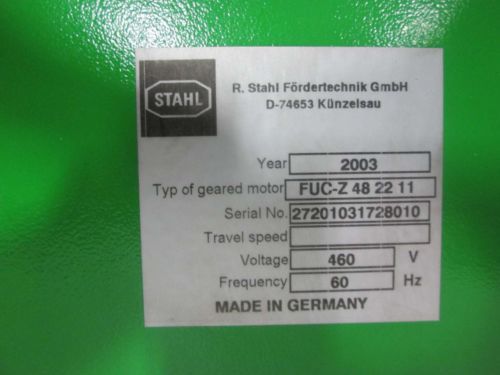 STAHL
R. Stahl Fördertechnik GmbH
D-74653 Künzelsau
Year 2003
Typ of geared motor FUC-Z 48 22 11
Serial No. 27201031728010
Travel speed
Voltage 460 V
Frequency 60 Hz
MADE IN GERMANY